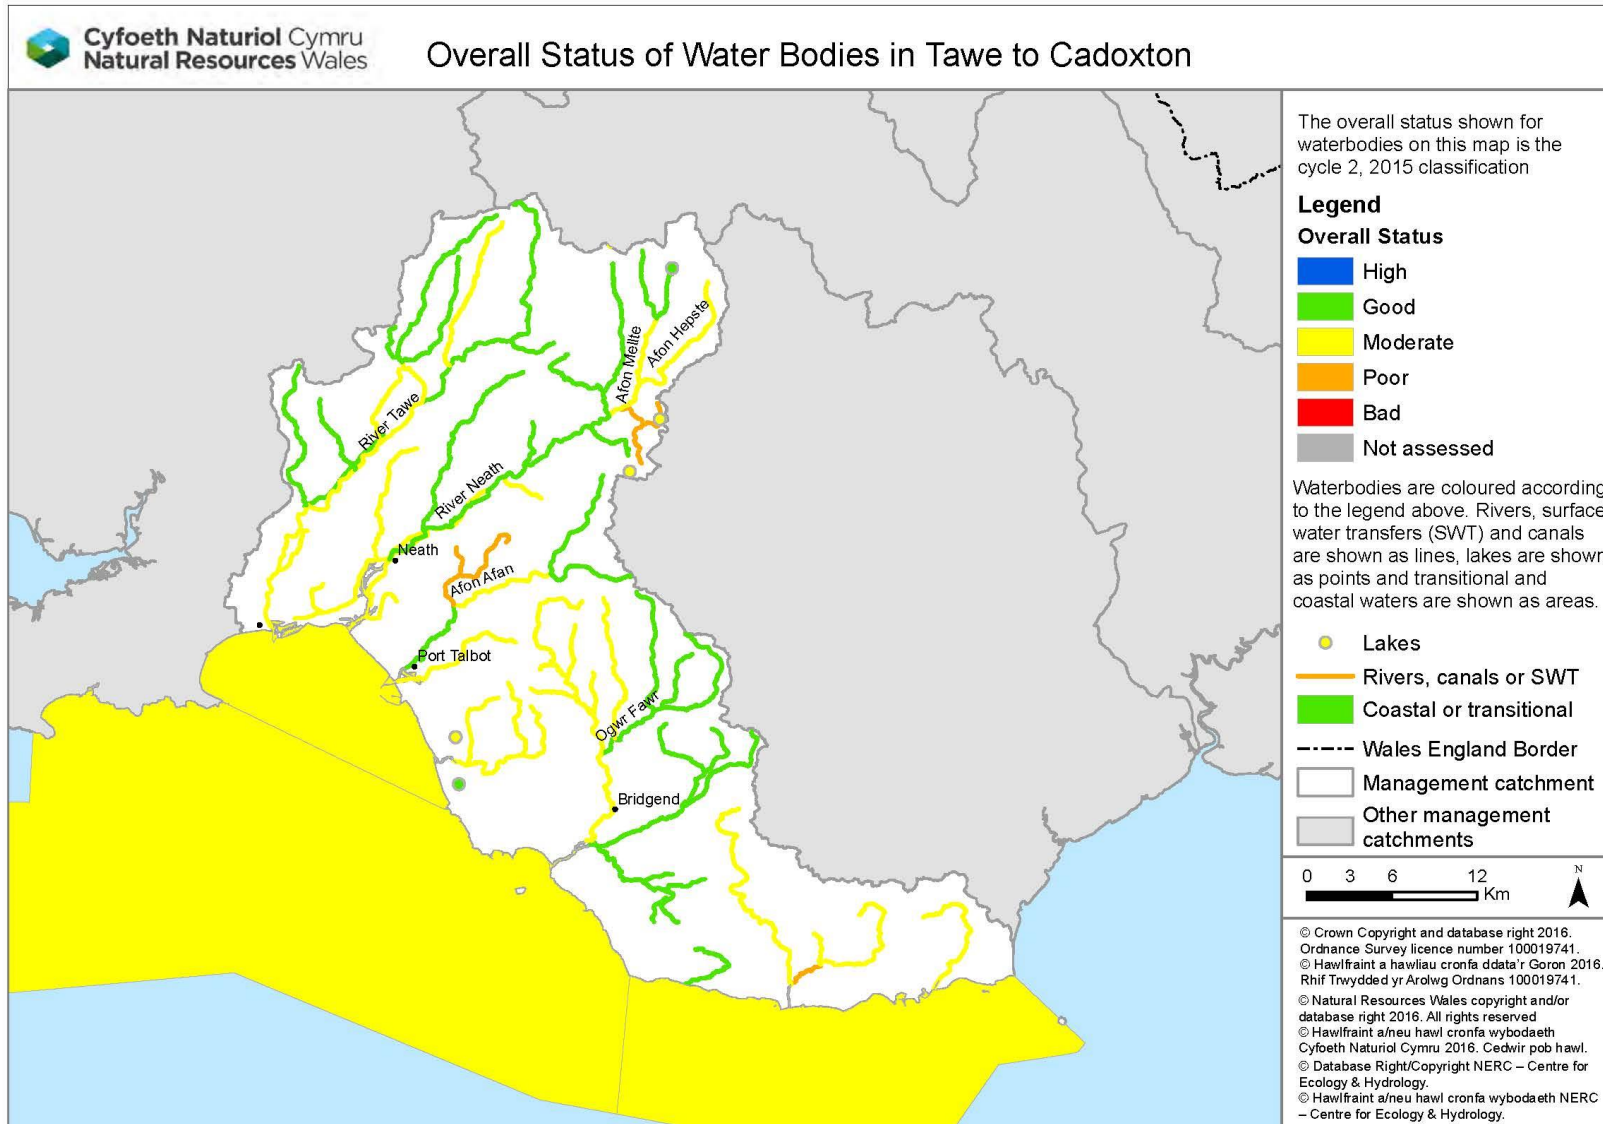 Cyfoeth Naturiol Cymru
Natural Resources Wales
Overall Status of Water Bodies in Tawe to Cadoxton
The overall status shown for
waterbodies on this map is the
cycle 2, 2015 classification
Legend
Overall Status
High
Good
Moderate
Poor
Bad
Not assessed
Waterbodies are coloured according
to the legend above. Rivers, surface
water transfers (SWT) and canals
are shown as lines, lakes are shown
as points and transitional and
coastal waters are shown as areas.
Lakes
Rivers, canals or SWT
Coastal or transitional
Wales England Border
Management catchment
Other management
catchments
0 3 6 12
Km
N
© Crown Copyright and database right 2016.
Ordnance Survey licence number 100019741.
© Hawlfraint a hawliau cronfa ddata'r Goron 2016.
Rhif Trwydded yr Arolwg Ordnans 100019741.
© Natural Resources Wales copyright and/or
database right 2016. All rights reserved
© Hawlfraint a/neu hawl cronfa wybodaeth
Cyfoeth Naturiol Cymru 2016. Cedwir pob hawl.
© Database Right/Copyright NERC – Centre for
Ecology & Hydrology.
© Hawlfraint a/neu hawl cronfa wybodaeth NERC
– Centre for Ecology & Hydrology.
Afon Mellte
Afon Hepste
River Tawe
River Neath
Neath
Afon Afan
Port Talbot
Ogwr Fawr
Bridgend